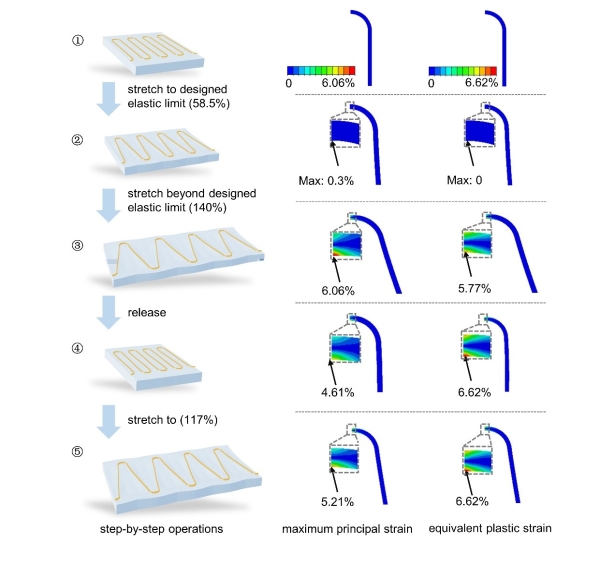 ①
0 6.06% 0 6.62%
stretch to designed
elastic limit (58.5%)
②
Max: 0.3% Max: 0
stretch beyond designed
elastic limit (140%)
③
6.06% 5.77%
release
④
4.61% 6.62%
stretch to (117%)
⑤
5.21% 6.62%
step-by-step operations maximum principal strain equivalent plastic strain